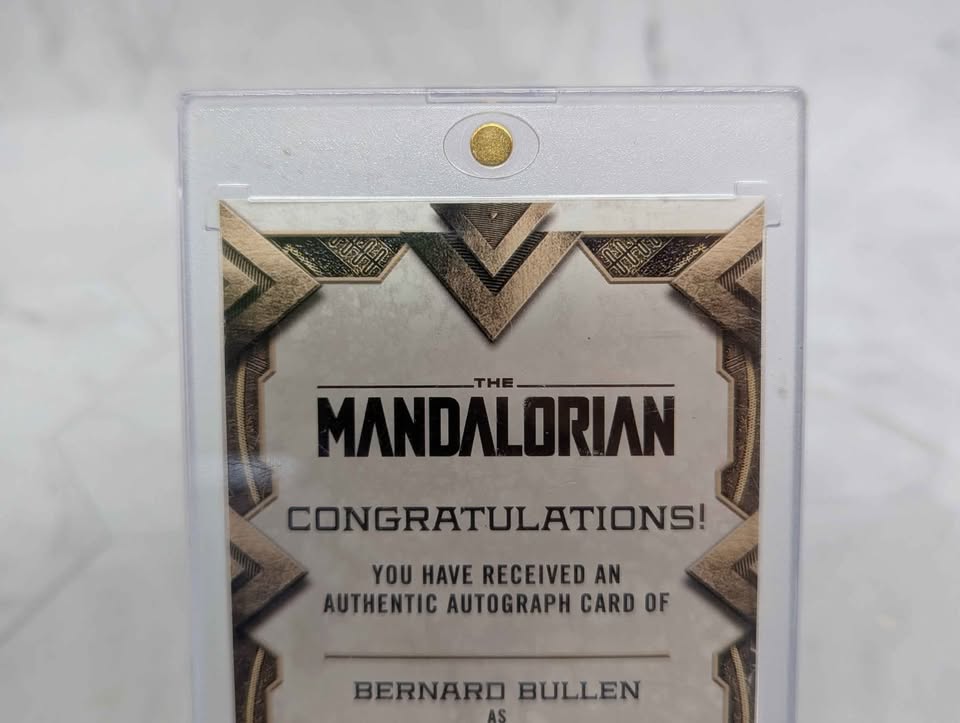 THE
MANDALORIAN
CONGRATULATIONS!
YOU HAVE RECEIVED AN
AUTHENTIC AUTOGRAPH CARD OF
BERNARD BULLEN
AS